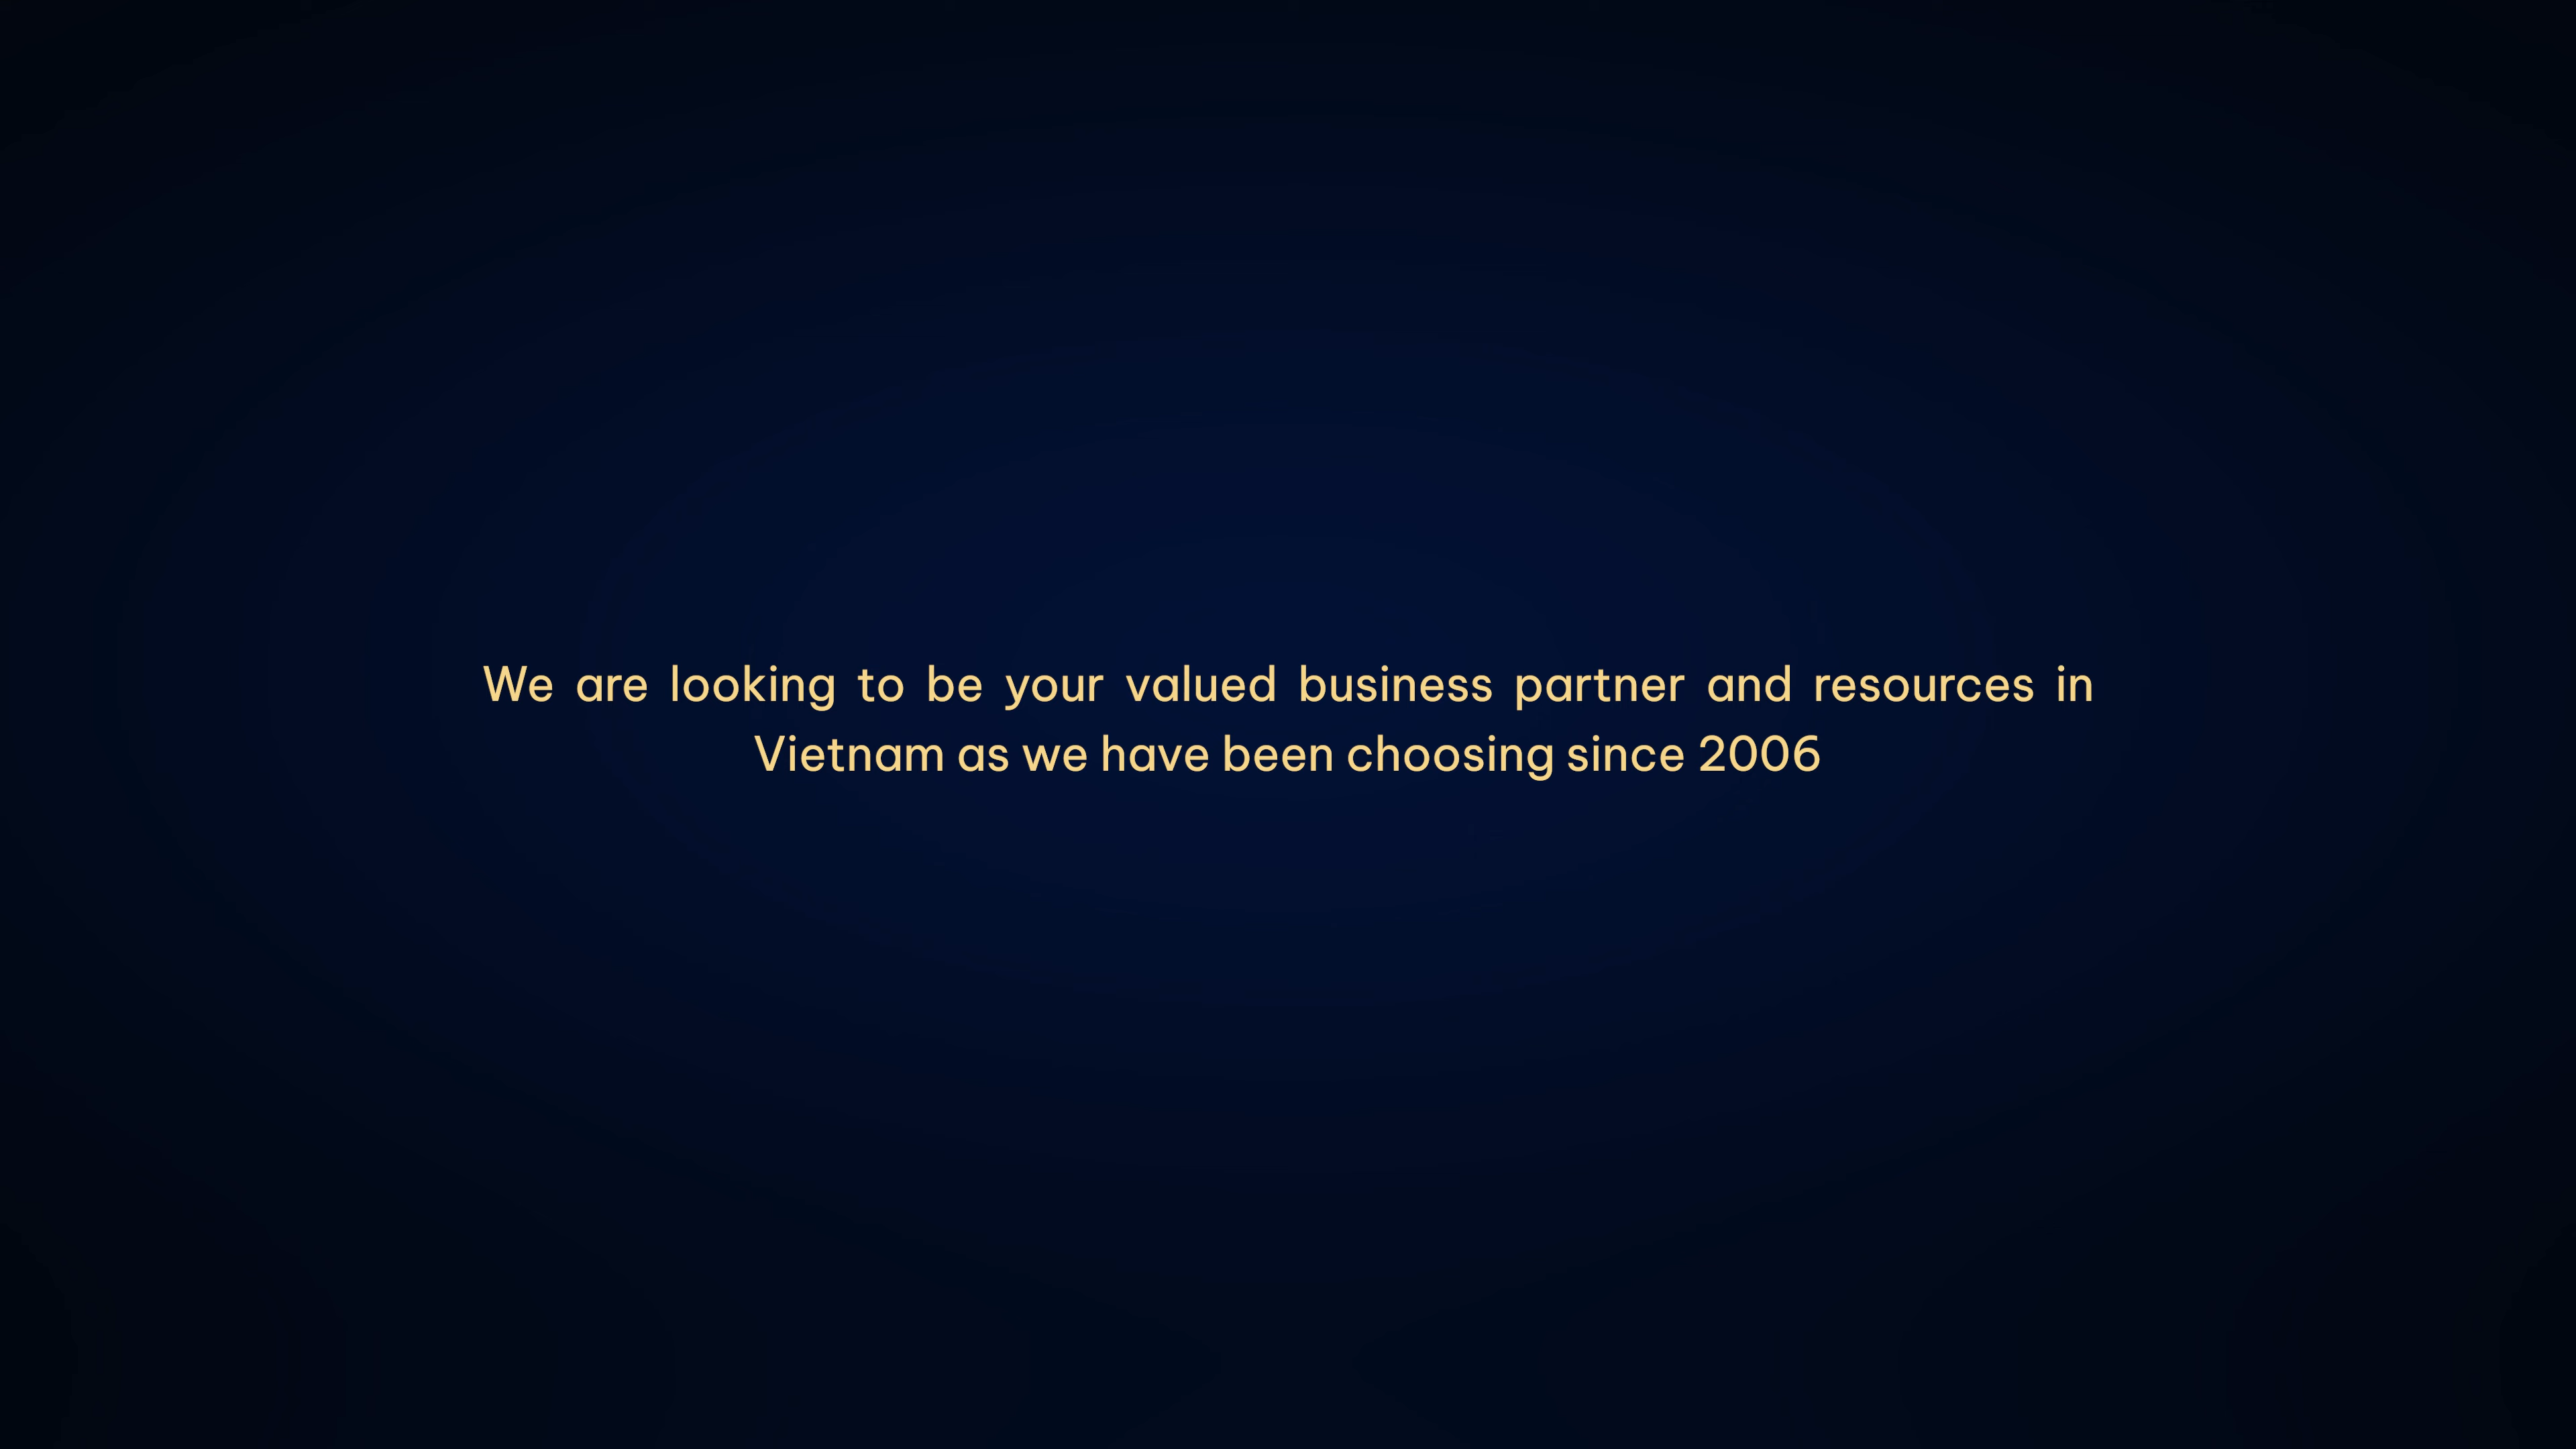 We are looking to be your valued business partner and resources in
Vietnam as we have been choosing since 2006